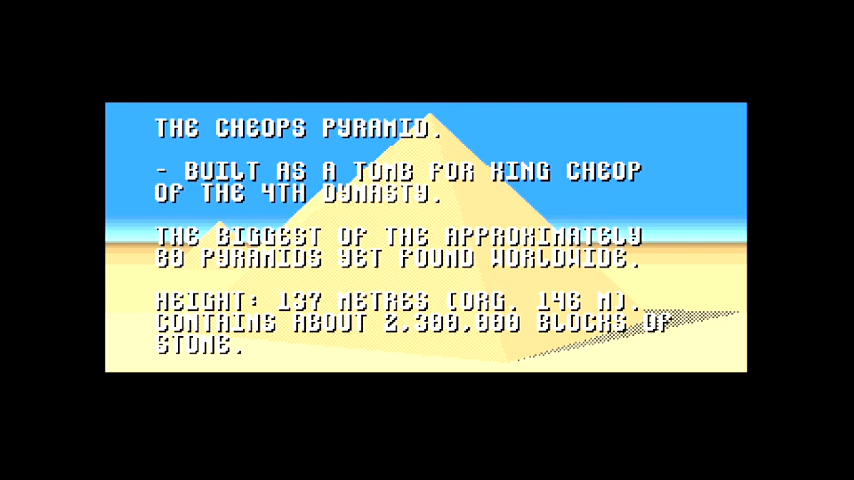 THE CHEOPS PYRAMID.
- BUILT AS A TOMB FOR KING CHEOP
OF THE 4TH DYNASTY.
THE BIGGEST OF THE APPROXIMATELY
80 PYRAMIDS YET FOUND WORLDWIDE.
HEIGHT: 137 METRES (ORG. 146 M).
CONTAINS ABOUT 2,300,000 BLOCKS OF
STONE.